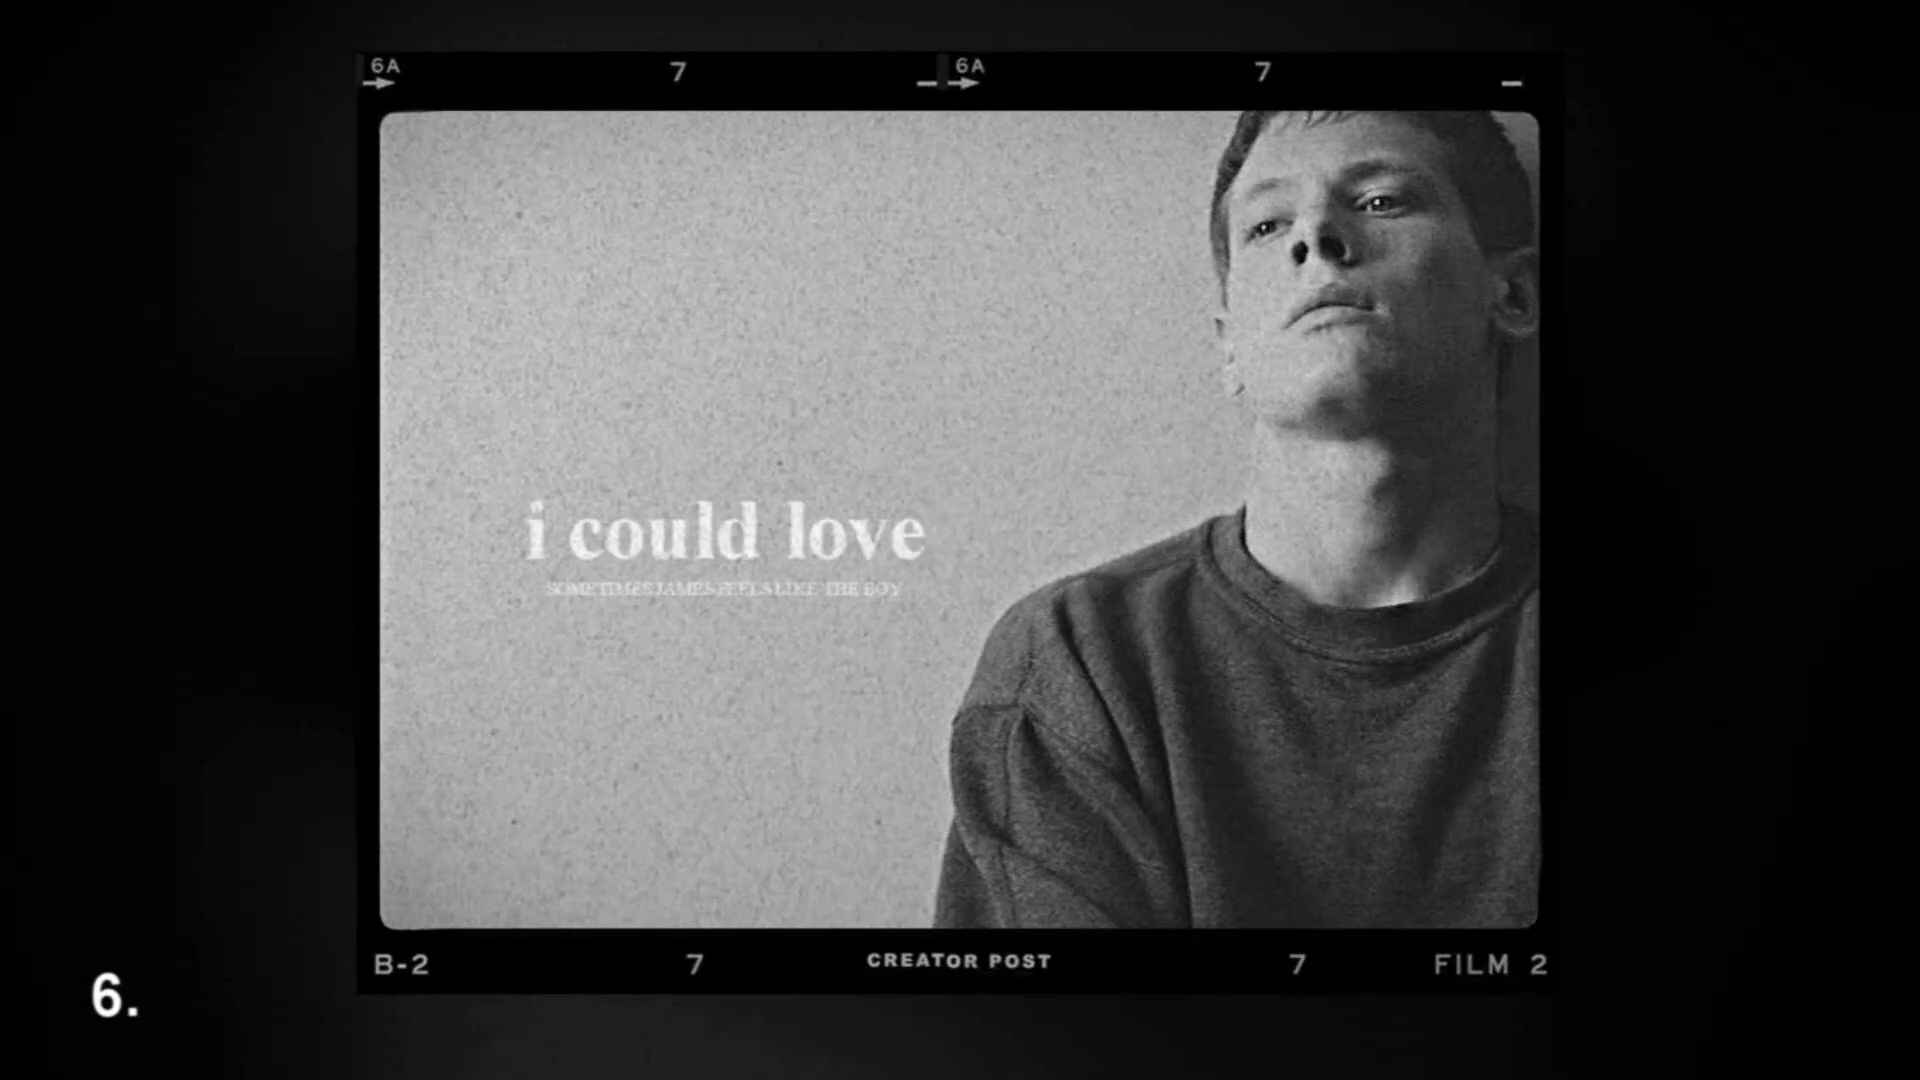 6A 7 6A 7
i could love
SOMETIMES JAMES FEELS LIKE THE BOY
B-2 7 CREATOR POST 7 FILM 2
6.